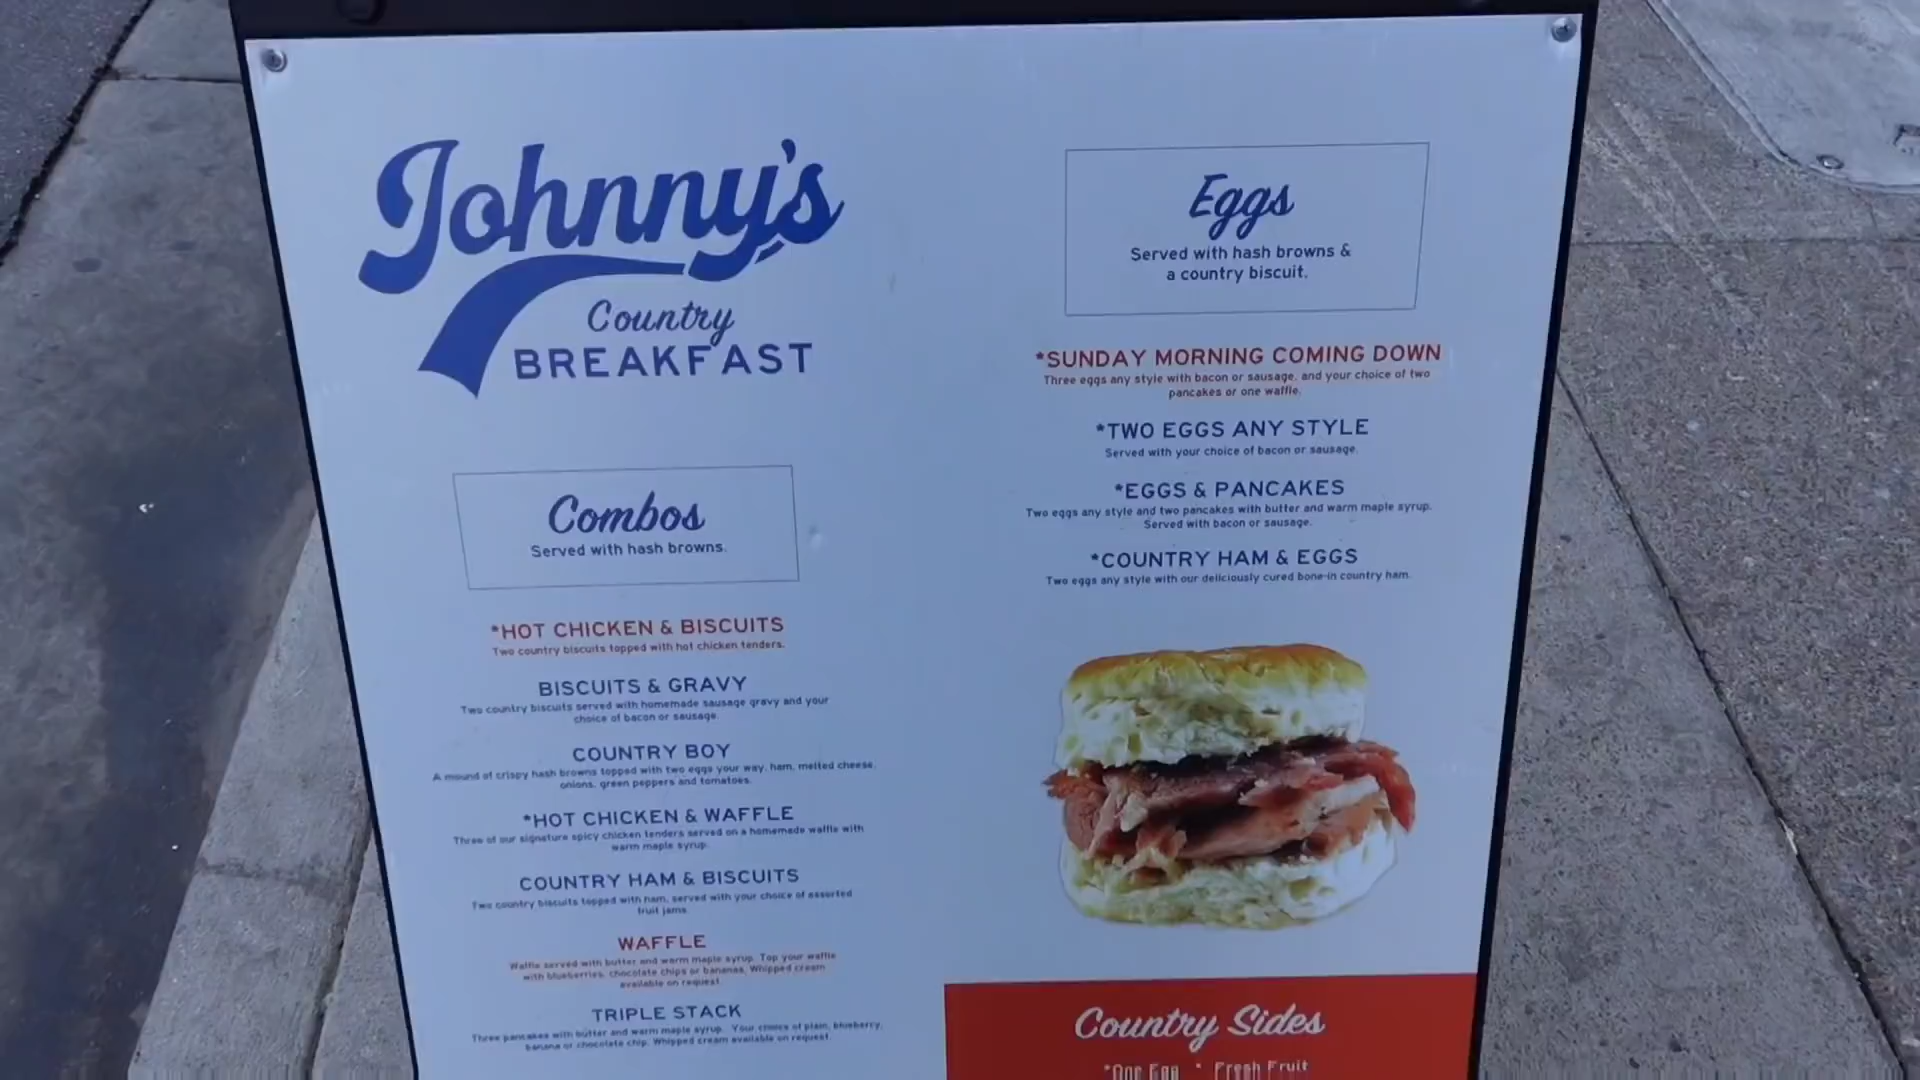 Johnny's
Country
BREAKFAST
Combos
Served with hash browns.
*HOT CHICKEN & BISCUITS
Two country biscuits topped with hot chicken tenders.
BISCUITS & GRAVY
Two country biscuits served with homemade sausage gravy and your
choice of bacon or sausage.
COUNTRY BOY
A mound of crispy hash browns topped with two eggs your way, ham, melted cheese,
onions, green peppers and tomatoes.
*HOT CHICKEN & WAFFLE
Three of our signature spicy chicken tenders served on a homemade waffle with
warm maple syrup.
COUNTRY HAM & BISCUITS
Two country biscuits topped with ham, served with your choice of assorted
fruit jams.
WAFFLE
Waffle served with butter and warm maple syrup. Top your waffle
with blueberries, chocolate chips or bananas. Whipped cream
available on request.
TRIPLE STACK
Three pancakes with butter and warm maple syrup. Your choice of plain, blueberry,
banana or chocolate chip. Whipped cream available on request.
Eggs
Served with hash browns &
a country biscuit.
*SUNDAY MORNING COMING DOWN
Three eggs any style with bacon or sausage, and your choice of two
pancakes or one waffle.
*TWO EGGS ANY STYLE
Served with your choice of bacon or sausage.
*EGGS & PANCAKES
Two eggs any style and two pancakes with butter and warm maple syrup.
Served with bacon or sausage.
*COUNTRY HAM & EGGS
Two eggs any style with our deliciously cured bone-in country ham.
Country Sides
*One Egg * Fresh Fruit